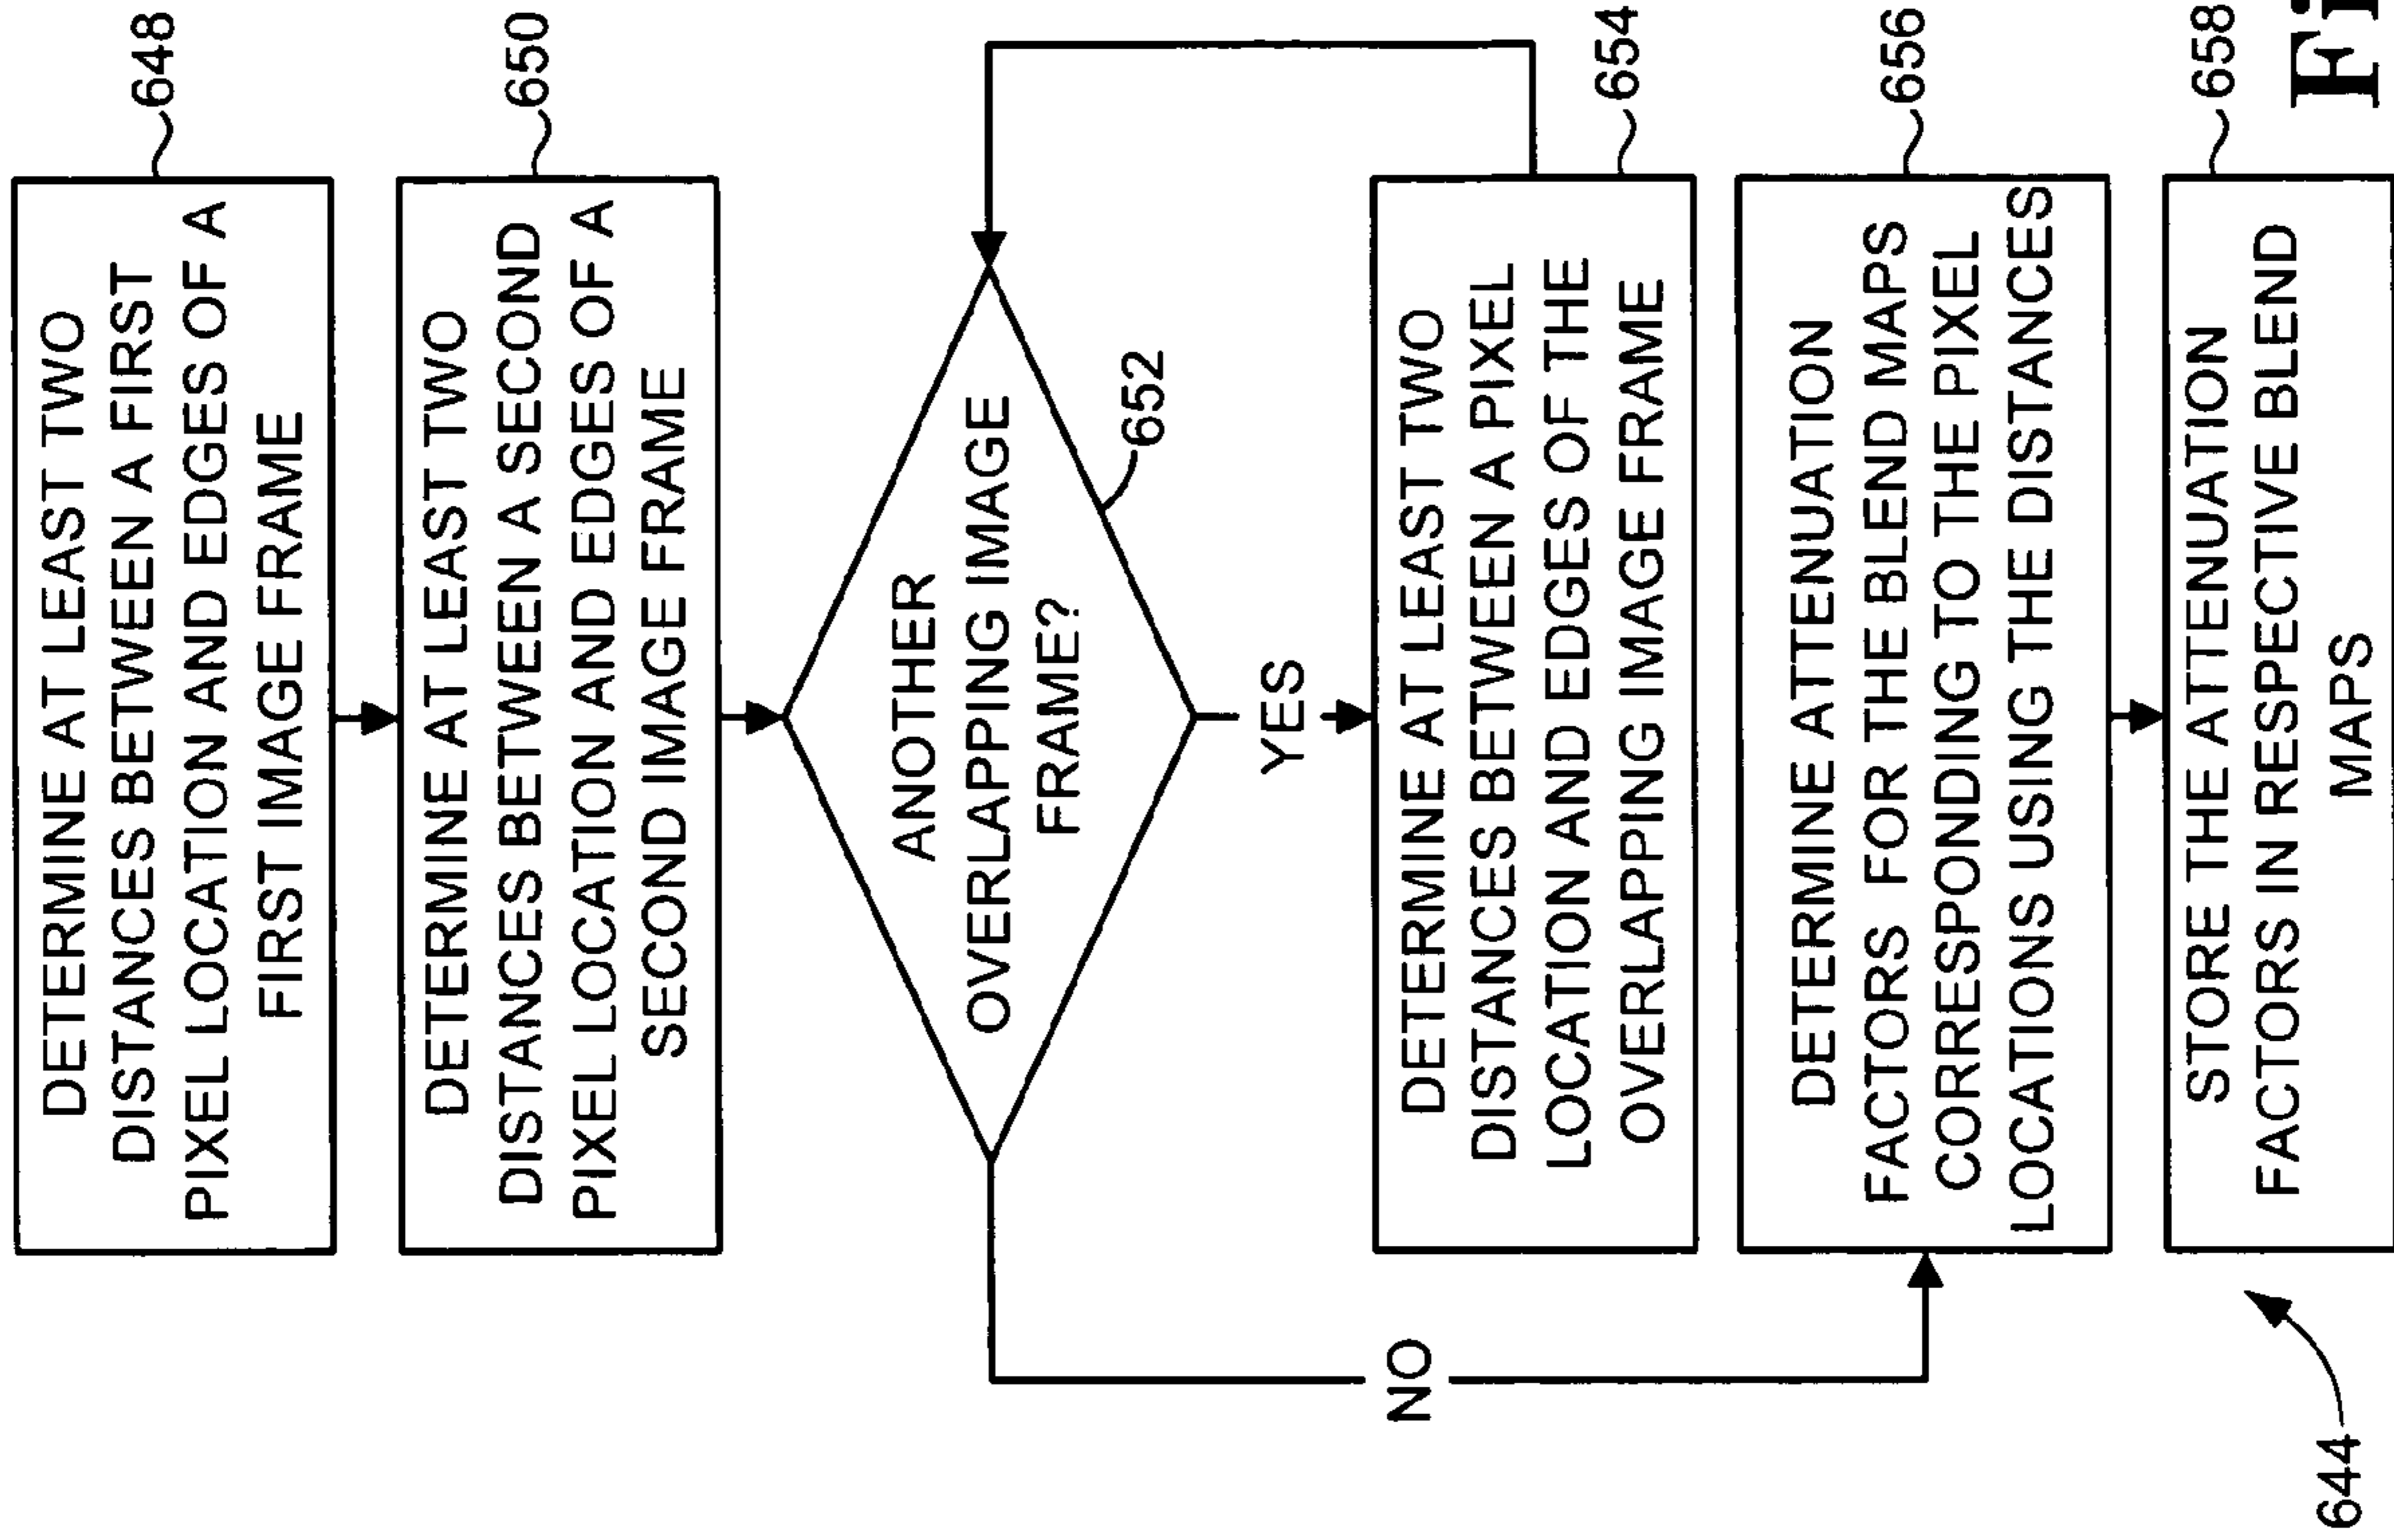 DETERMINE AT LEAST TWO
DISTANCES BETWEEN A FIRST
PIXEL LOCATION AND EDGES OF A
FIRST IMAGE FRAME
648
DETERMINE AT LEAST TWO
DISTANCES BETWEEN A SECOND
PIXEL LOCATION AND EDGES OF A
SECOND IMAGE FRAME
650
ANOTHER
OVERLAPPING IMAGE
FRAME?
652
YES
NO
DETERMINE AT LEAST TWO
DISTANCES BETWEEN A PIXEL
LOCATION AND EDGES OF THE
OVERLAPPING IMAGE FRAME
654
DETERMINE ATTENUATION
FACTORS FOR THE BLEND MAPS
CORRESPONDING TO THE PIXEL
LOCATIONS USING THE DISTANCES
656
STORE THE ATTENUATION
FACTORS IN RESPECTIVE BLEND
MAPS
658
644